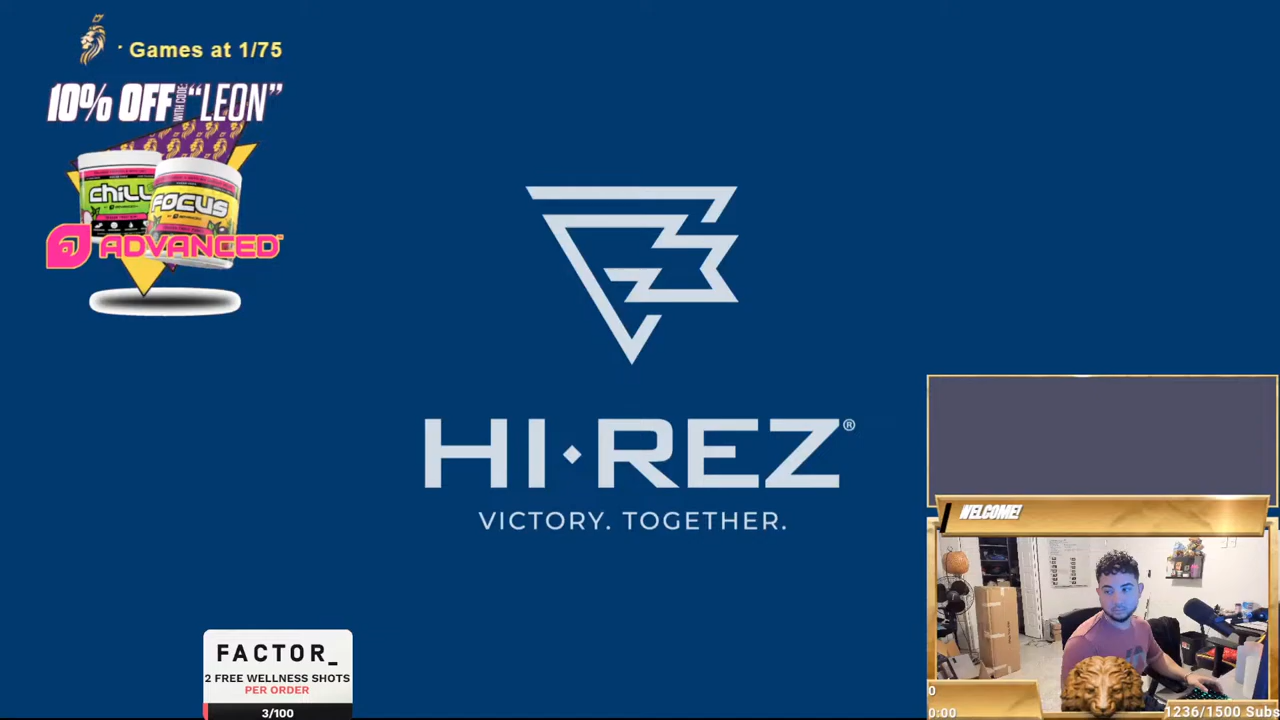 · Games at 1/75
10% OFF WITH CODE: "LEON"
CHILL
FOCUS
ADVANCED
HI·REZ®
VICTORY. TOGETHER.
WELCOME!
FACTOR_
2 FREE WELLNESS SHOTS
PER ORDER
3/100
0
0:00
1236/1500 Subs